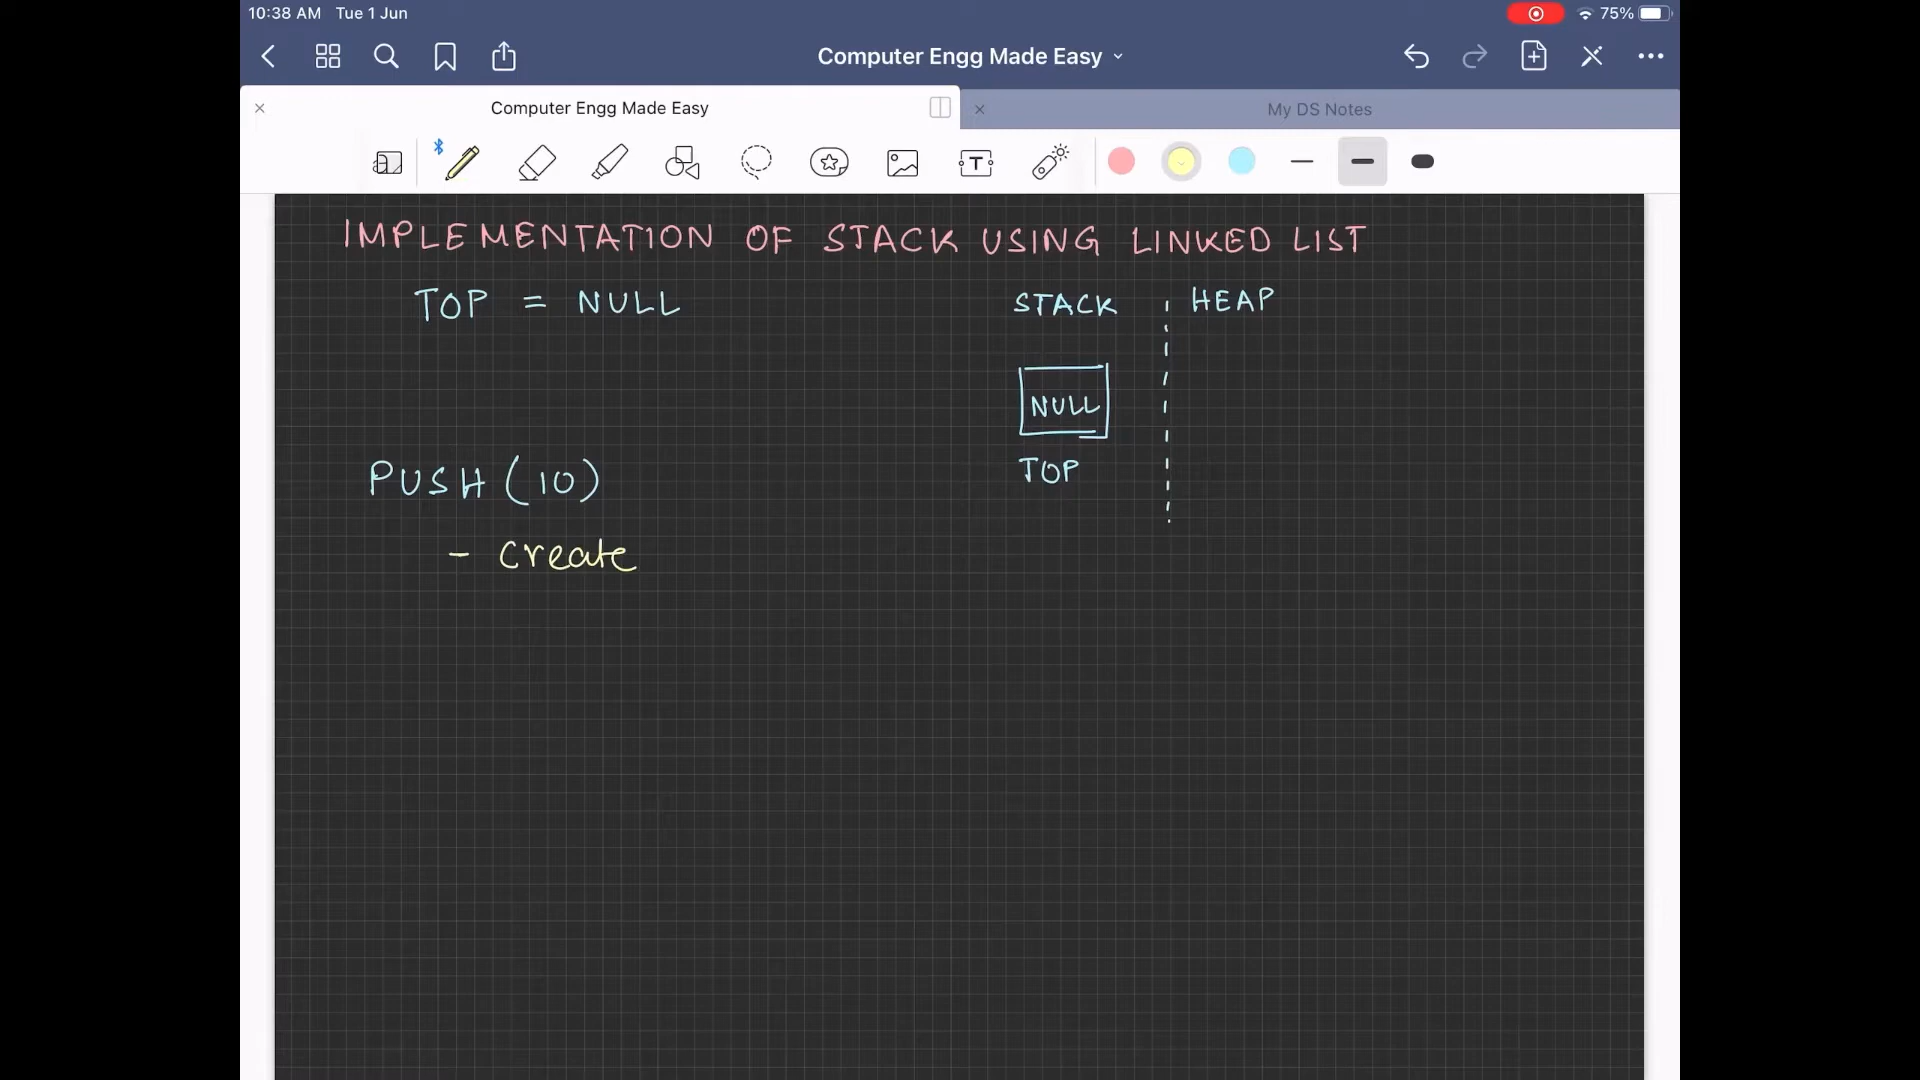 10:38 AM Tue 1 Jun
75%
Computer Engg Made Easy
Computer Engg Made Easy
My DS Notes
T
IMPLEMENTATION OF STACK USING LINKED LIST
TOP = NULL
STACK HEAP
NULL
TOP
PUSH (10)
- create